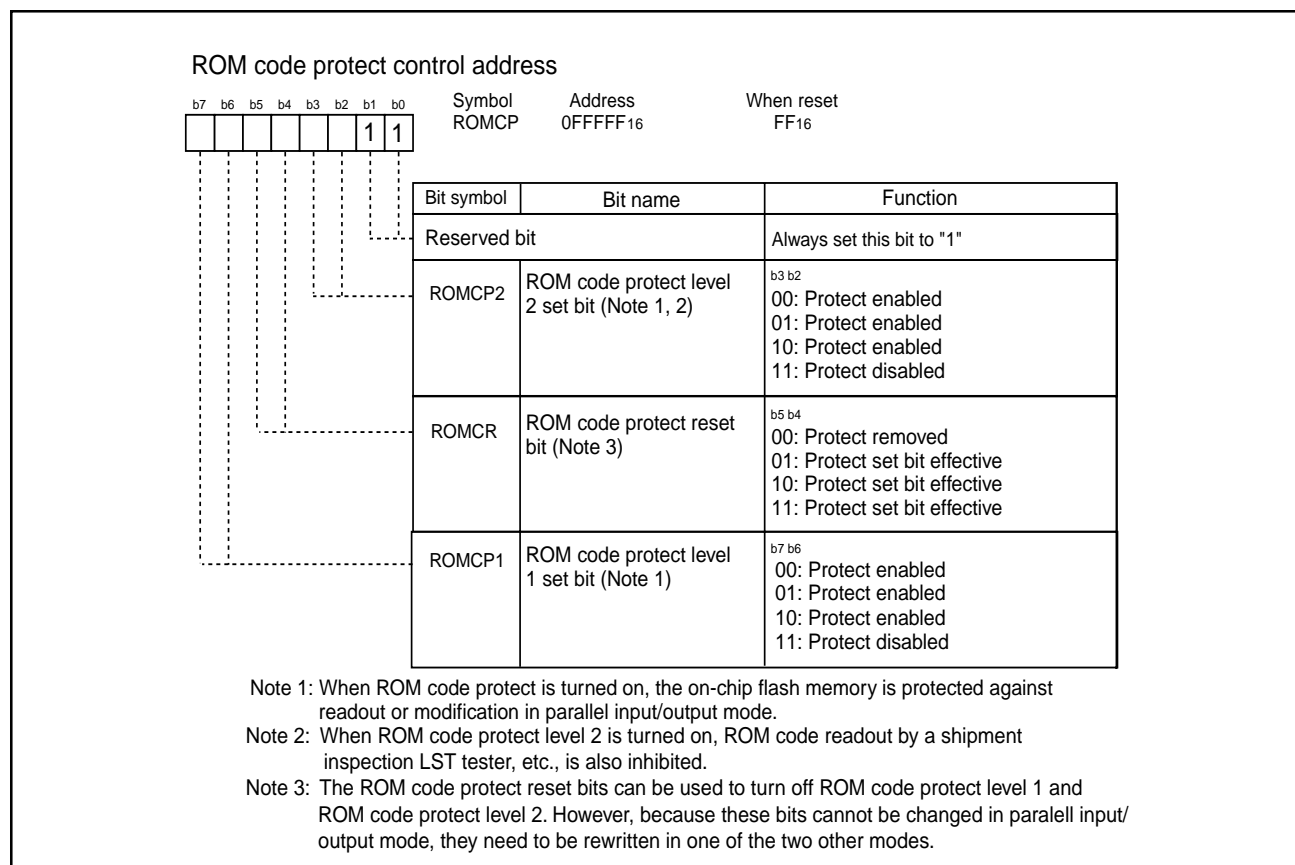 ROM code protect control address
b7 b6 b5 b4 b3 b2 b1 b0
1 1
Symbol Address When reset
ROMCP 0FFFFF16 FF16
Bit symbol Bit name Function
Reserved bit Always set this bit to "1"
ROMCP2 ROM code protect level
2 set bit (Note 1, 2)
b3 b2
00: Protect enabled
01: Protect enabled
10: Protect enabled
11: Protect disabled
ROMCR ROM code protect reset
bit (Note 3)
b5 b4
00: Protect removed
01: Protect set bit effective
10: Protect set bit effective
11: Protect set bit effective
ROMCP1 ROM code protect level
1 set bit (Note 1)
b7 b6
00: Protect enabled
01: Protect enabled
10: Protect enabled
11: Protect disabled
Note 1: When ROM code protect is turned on, the on-chip flash memory is protected against
readout or modification in parallel input/output mode.
Note 2: When ROM code protect level 2 is turned on, ROM code readout by a shipment
inspection LST tester, etc., is also inhibited.
Note 3: The ROM code protect reset bits can be used to turn off ROM code protect level 1 and
ROM code protect level 2. However, because these bits cannot be changed in paralell input/
output mode, they need to be rewritten in one of the two other modes.